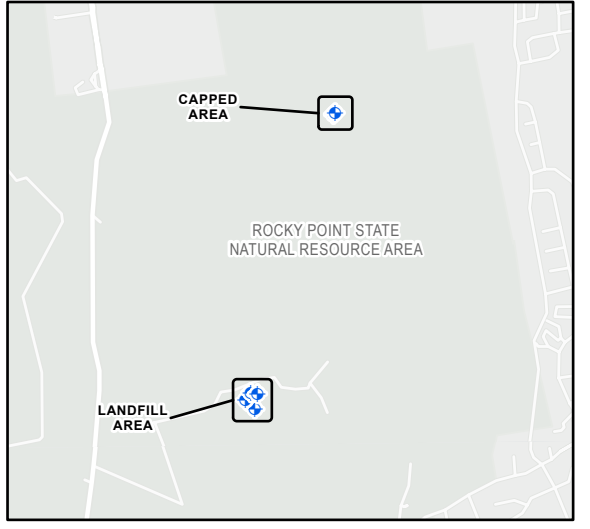 CAPPED
AREA
ROCKY POINT STATE
NATURAL RESOURCE AREA
LANDFILL
AREA